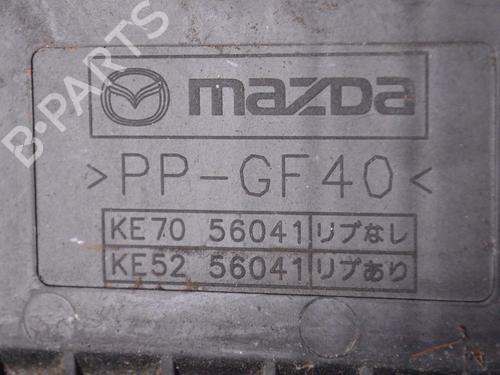 B-PARTS
mazda
>PP-GF40<
KE70 56041 リブなし
KE52 56041 リブあり